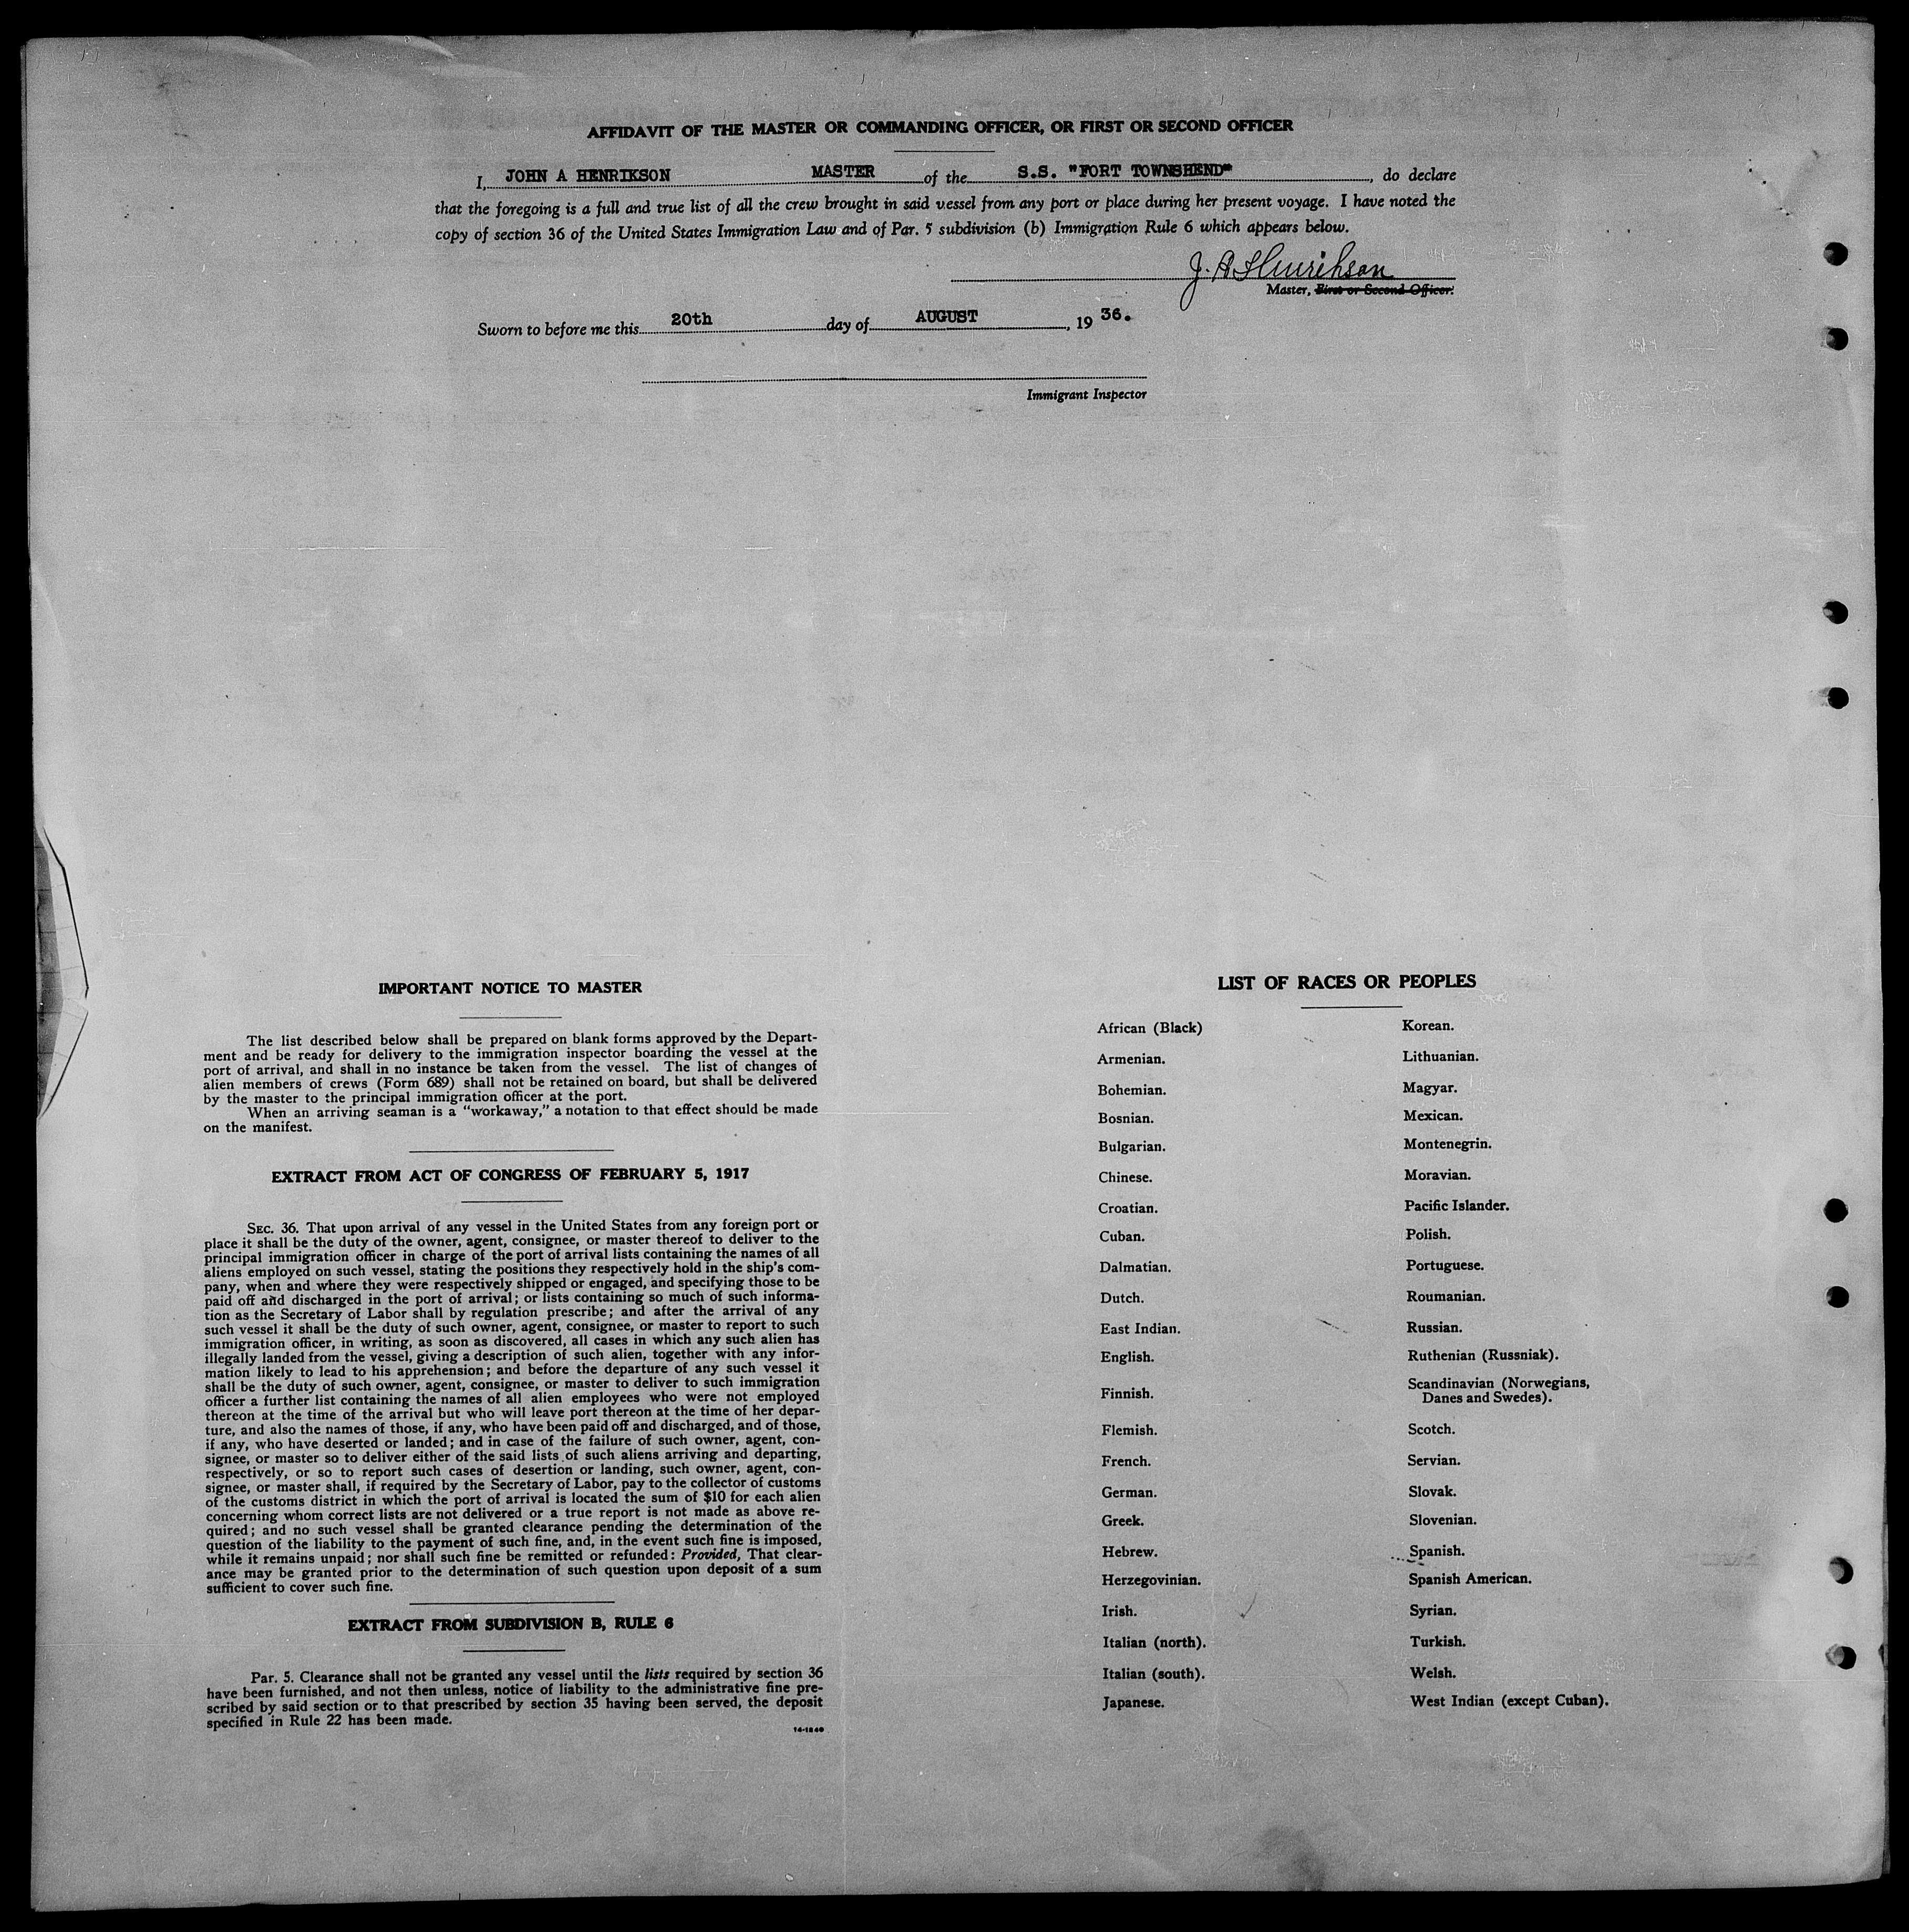 AFFIDAVIT OF THE MASTER OR COMMANDING OFFICER, OR FIRST OR SECOND OFFICER
I, JOHN A HENRIKSON MASTER of the S.S. "FORT TOWNSHEND", do declare
that the foregoing is a full and true list of all the crew brought in said vessel from any port or place during her present voyage. I have noted the
copy of section 36 of the United States Immigration Law and of Par. 5 subdivision (b) Immigration Rule 6 which appears below.
J. A Henrikson
Master, First or Second Officer.
Sworn to before me this 20th day of AUGUST, 19 36.
Immigrant Inspector
IMPORTANT NOTICE TO MASTER
The list described below shall be prepared on blank forms approved by the Depart-
ment and be ready for delivery to the immigration inspector boarding the vessel at the
port of arrival, and shall in no instance be taken from the vessel. The list of changes of
alien members of crews (Form 689) shall not be retained on board, but shall be delivered
by the master to the principal immigration officer at the port.
When an arriving seaman is a "workaway," a notation to that effect should be made
on the manifest.
EXTRACT FROM ACT OF CONGRESS OF FEBRUARY 5, 1917
SEC. 36. That upon arrival of any vessel in the United States from any foreign port or
place it shall be the duty of the owner, agent, consignee, or master thereof to deliver to the
principal immigration officer in charge of the port of arrival lists containing the names of all
aliens employed on such vessel, stating the positions they respectively hold in the ship's com-
pany, when and where they were respectively shipped or engaged, and specifying those to be
paid off and discharged in the port of arrival; or lists containing so much of such informa-
tion as the Secretary of Labor shall by regulation prescribe; and after the arrival of any
such vessel it shall be the duty of such owner, agent, consignee, or master to report to such
immigration officer, in writing, as soon as discovered, all cases in which any such alien has
illegally landed from the vessel, giving a description of such alien, together with any infor-
mation likely to lead to his apprehension; and before the departure of any such vessel it
shall be the duty of such owner, agent, consignee, or master to deliver to such immigration
officer a further list containing the names of all alien employees who were not employed
thereon at the time of the arrival but who will leave port thereon at the time of her depar-
ture, and also the names of those, if any, who have been paid off and discharged, and of those,
if any, who have deserted or landed; and in case of the failure of such owner, agent, con-
signee, or master so to deliver either of the said lists of such aliens arriving and departing,
respectively, or so to report such cases of desertion or landing, such owner, agent, con-
signee, or master shall, if required by the Secretary of Labor, pay to the collector of customs
of the customs district in which the port of arrival is located the sum of $10 for each alien
concerning whom correct lists are not delivered or a true report is not made as above re-
quired; and no such vessel shall be granted clearance pending the determination of the
question of the liability to the payment of such fine, and, in the event such fine is imposed,
while it remains unpaid; nor shall such fine be remitted or refunded: Provided, That clear-
ance may be granted prior to the determination of such question upon deposit of a sum
sufficient to cover such fine.
EXTRACT FROM SUBDIVISION B, RULE 6
Par. 5. Clearance shall not be granted any vessel until the lists required by section 36
have been furnished, and not then unless, notice of liability to the administrative fine pre-
scribed by said section or to that prescribed by section 35 having been served, the deposit
specified in Rule 22 has been made.
14-1240
LIST OF RACES OR PEOPLES
African (Black)
Armenian.
Bohemian.
Bosnian.
Bulgarian.
Chinese.
Croatian.
Cuban.
Dalmatian.
Dutch.
East Indian.
English.
Finnish.
Flemish.
French.
German.
Greek.
Hebrew.
Herzegovinian.
Irish.
Italian (north).
Italian (south).
Japanese.
Korean.
Lithuanian.
Magyar.
Mexican.
Montenegrin.
Moravian.
Pacific Islander.
Polish.
Portuguese.
Roumanian.
Russian.
Ruthenian (Russniak).
Scandinavian (Norwegians,
Danes and Swedes).
Scotch.
Servian.
Slovak.
Slovenian.
Spanish.
Spanish American.
Syrian.
Turkish.
Welsh.
West Indian (except Cuban).